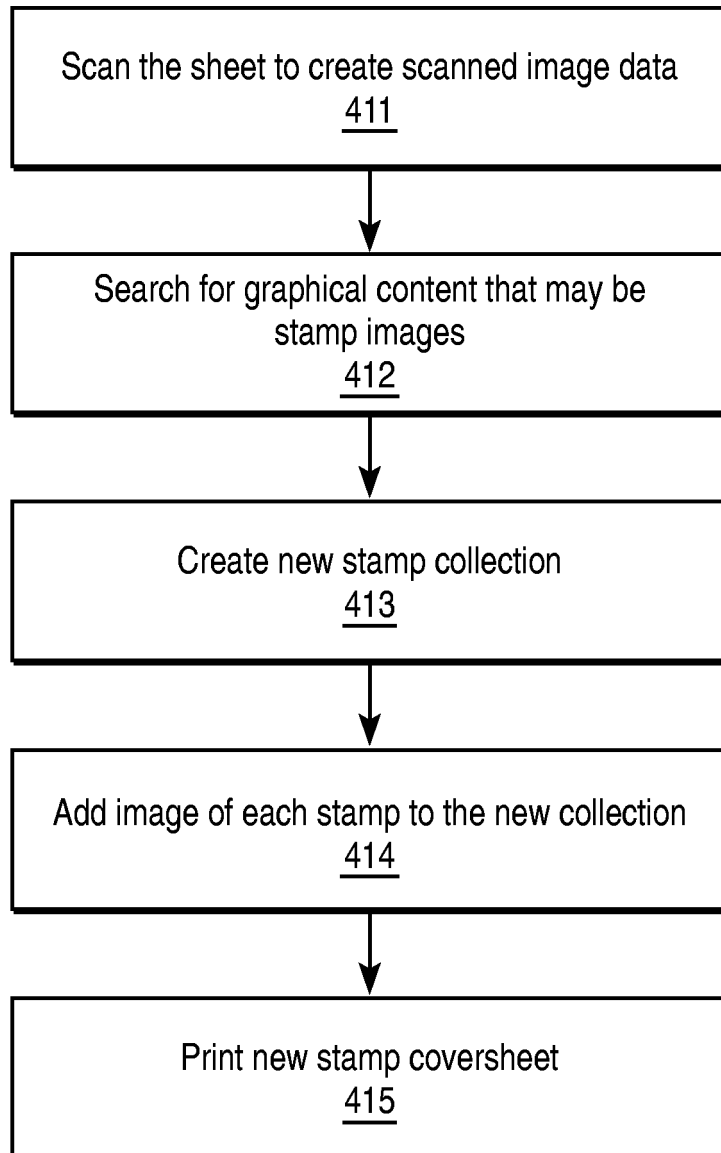 Scan the sheet to create scanned image data
411
Search for graphical content that may be
stamp images
412
Create new stamp collection
413
Add image of each stamp to the new collection
414
Print new stamp coversheet
415